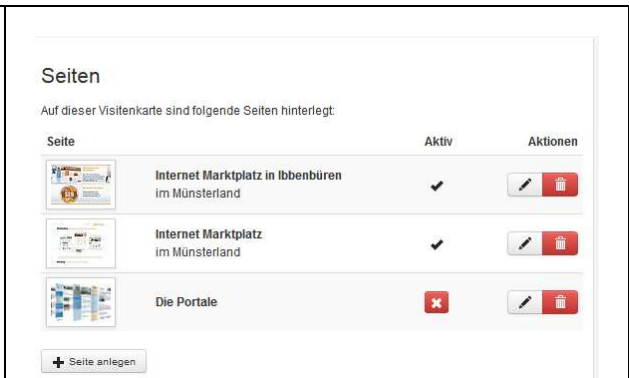 Seiten
Auf dieser Visitenkarte sind folgende Seiten hinterlegt:
Seite Aktiv Aktionen
Internet Marktplatz in Ibbenbüren
im Münsterland
Internet Marktplatz
im Münsterland
Die Portale
Seite anlegen